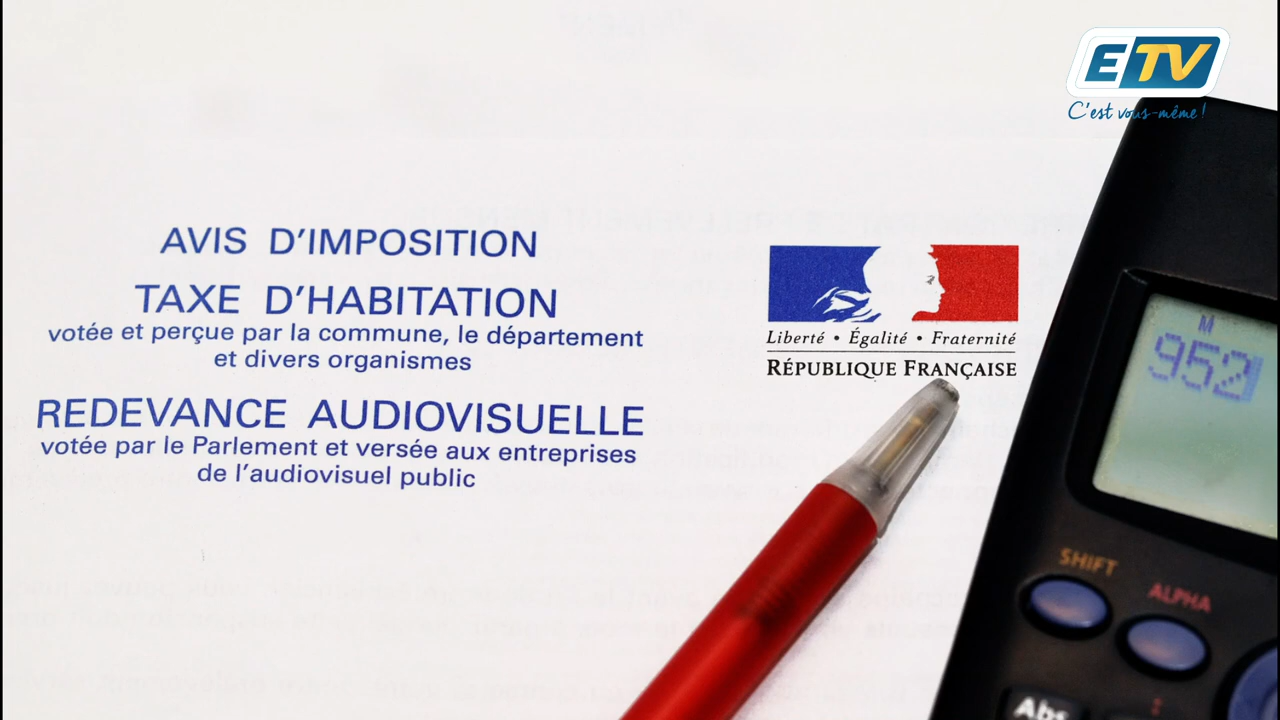 ETV
C'est vous-même !
AVIS D'IMPOSITION
TAXE D'HABITATION
votée et perçue par la commune, le département
et divers organismes
REDEVANCE AUDIOVISUELLE
votée par le Parlement et versée aux entreprises
de l'audiovisuel public
Liberté • Égalité • Fraternité
RÉPUBLIQUE FRANÇAISE
M
952
SHIFT
ALPHA
Abs